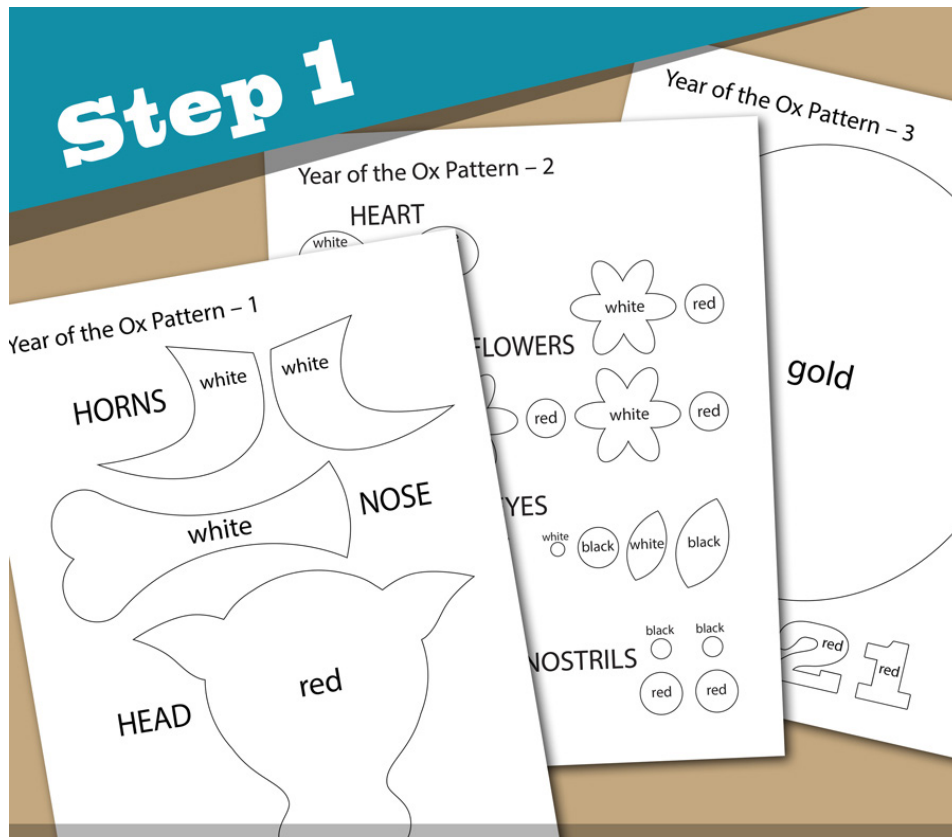 Step 1
Year of the Ox Pattern – 3
gold
red
red
Year of the Ox Pattern – 2
HEART
white
white
red
FLOWERS
red
white
red
EYES
white
black
white
black
NOSTRILS
black
black
red
red
21
Year of the Ox Pattern – 1
HORNS
white
white
NOSE
white
HEAD
red